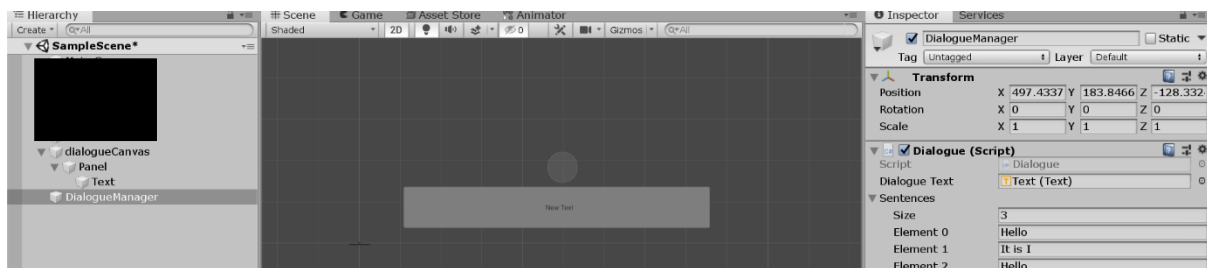 Hierarchy
Create
All
SampleScene*
dialogueCanvas
Panel
Text
DialogueManager
Scene
Game
Asset Store
Animator
Shaded
2D
0
Gizmos
All
New Text
Inspector
Services
DialogueManager
Static
Tag Untagged Layer Default
Transform
Position X 497.4337 Y 183.8466 Z -128.332
Rotation X 0 Y 0 Z 0
Scale X 1 Y 1 Z 1
Dialogue (Script)
Script Dialogue
Dialogue Text Text (Text)
Sentences
Size 3
Element 0 Hello
Element 1 It is I
Element 2 Hello